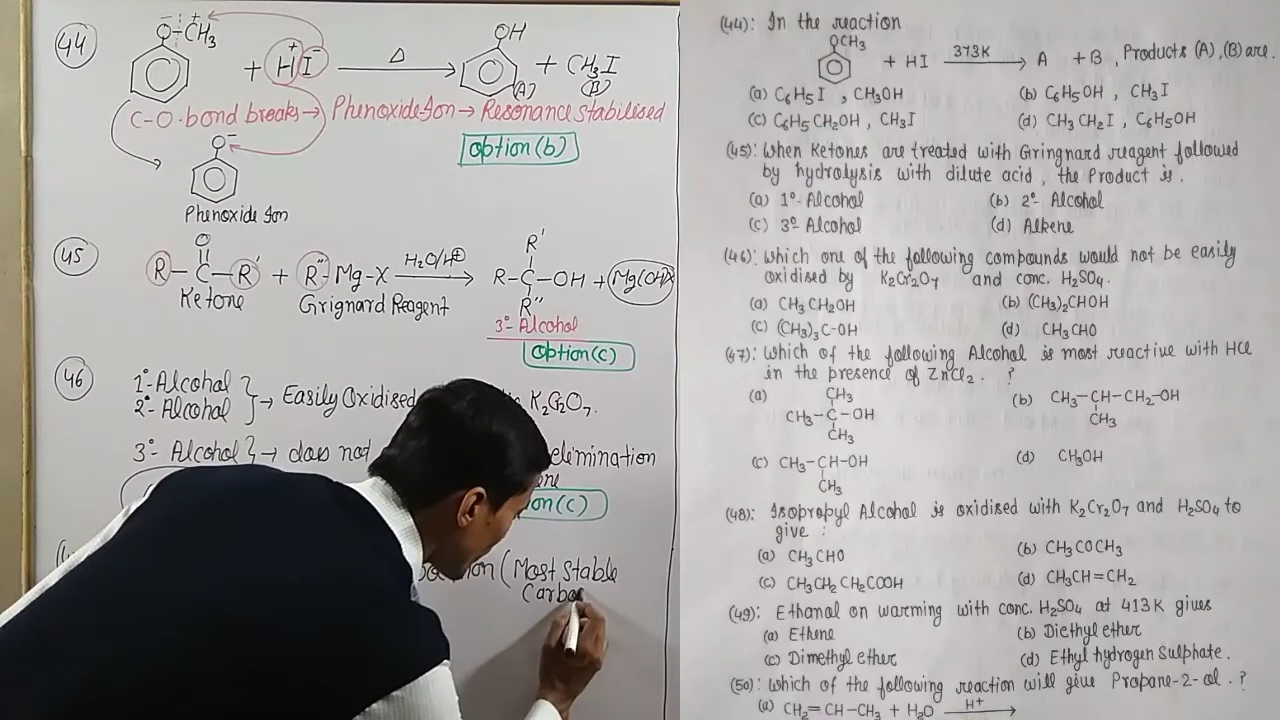 44
O⁻ – CH₃⁺
+ H⁺I⁻ Δ→ OH (A) + CH₃I (B)
C-O-bond breaks → Phenoxide Ion → Resonance stabilised
option(b)
O⁻
Phenoxide Ion
45
R–C–R' + R''–Mg–X H₂O/H⊕→ R–C–OH +
O
R'
R''
Ketone
Grignard Reagent
3°- Alcohol
option(c)
46
1°-Alcohal
2°- Alcohal
→ Easily Oxidised K₂Cr₂O₇.
3° Alcohal → does not elimination
(c)
(Most Stable
Carbo
(44): In the reaction
OCH₃
+ HI 373K→ A + B , Products (A),(B) are.
(a) C₆H₅I , CH₃OH (b) C₆H₅OH , CH₃I
(c) C₆H₅CH₂OH , CH₃I (d) CH₃CH₂I , C₆H₅OH
(45): When Ketones are treated with Gringnard reagent followed
by hydrolysis with dilute acid, the Product is.
(a) 1°- Alcohol (b) 2°- Alcohol
(c) 3°- Alcohol (d) Alkene
(46): Which one of the following compounds would not be easily
oxidised by K₂Cr₂O₇ and conc. H₂SO₄.
(a) CH₃CH₂OH (b) (CH₃)₂CHOH
(c) (CH₃)₃C-OH (d) CH₃CHO
(47): Which of the following Alcohol is most reactive with HCl
in the presence of ZnCl₂. ?
(a) CH₃–C–OH (b) CH₃–CH–CH₂–OH
CH₃
CH₃ CH₃
(c) CH₃–CH–OH (d) CH₃OH
CH₃
(48): Isopropyl Alcohol is oxidised with K₂Cr₂O₇ and H₂SO₄ to
give :
(a) CH₃CHO (b) CH₃COCH₃
(c) CH₃CH₂CH₂COOH (d) CH₃CH=CH₂
(49): Ethanal on warming with conc. H₂SO₄ at 413K gives
(a) Ethene (b) Diethyl ether
(c) Dimethyl ether (d) Ethyl hydrogen sulphate.
(50): Which of the following reaction will give Propane-2-ol . ?
(a) CH₂=CH–CH₃ + H₂O H⁺→